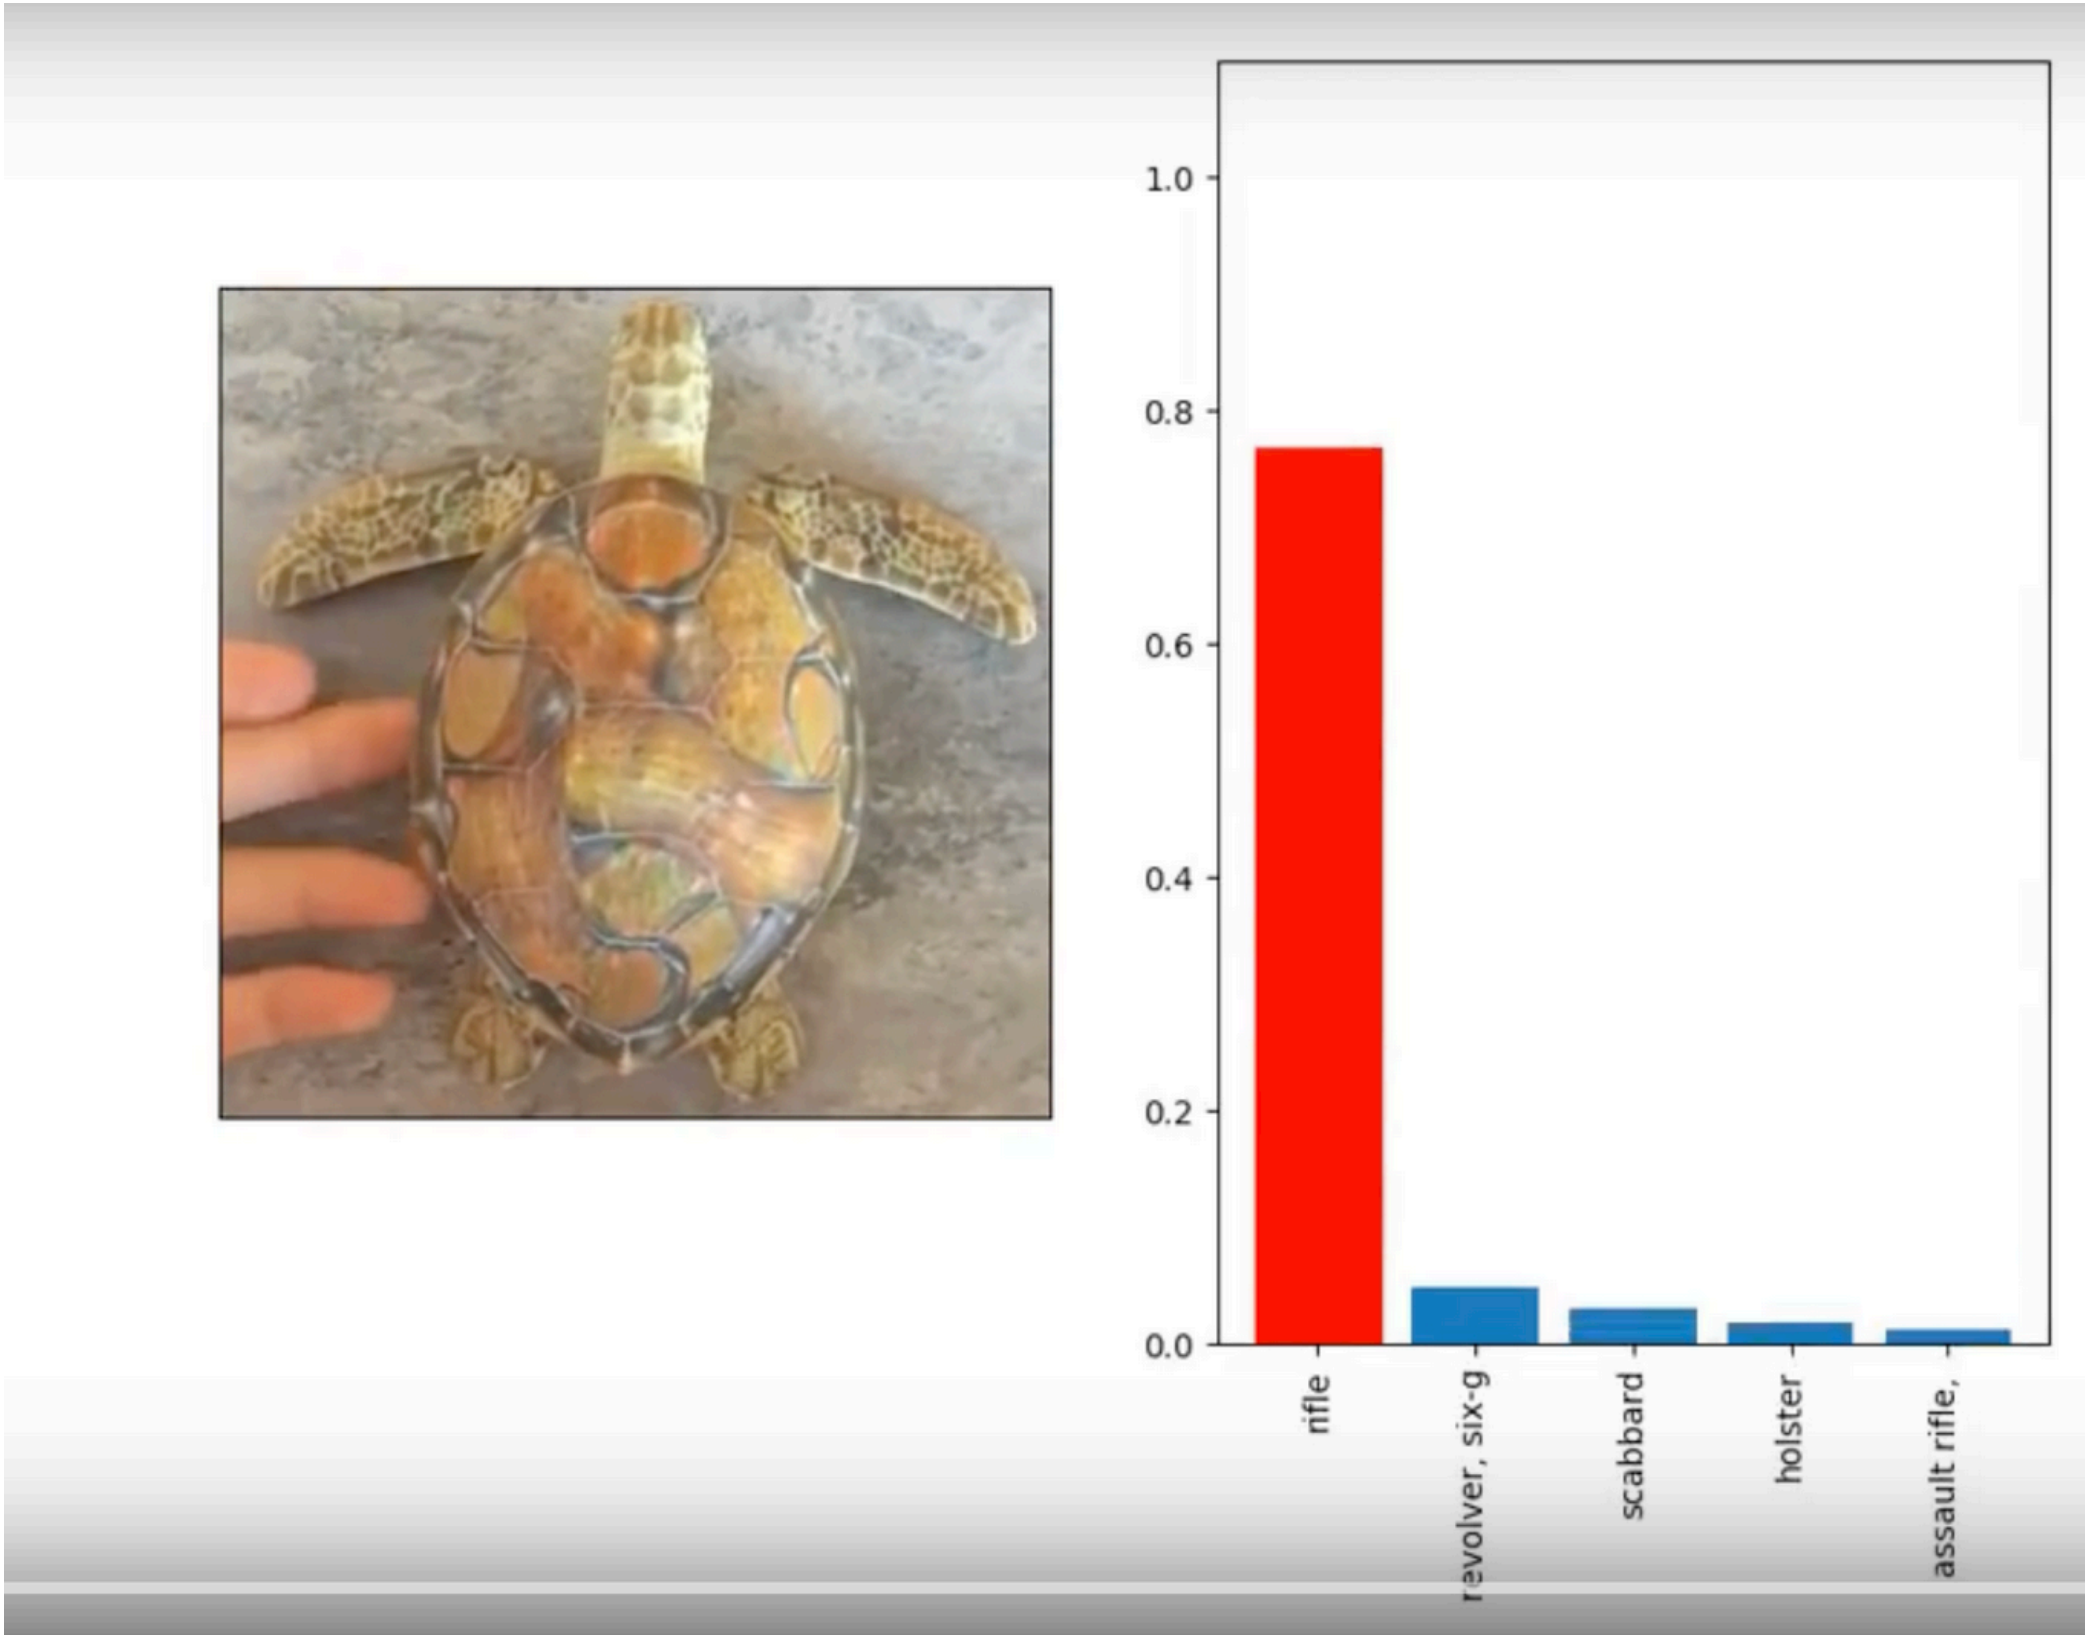 1.0
0.8
0.6
0.4
0.2
0.0
rifle
revolver, six-g
scabbard
holster
assault rifle,